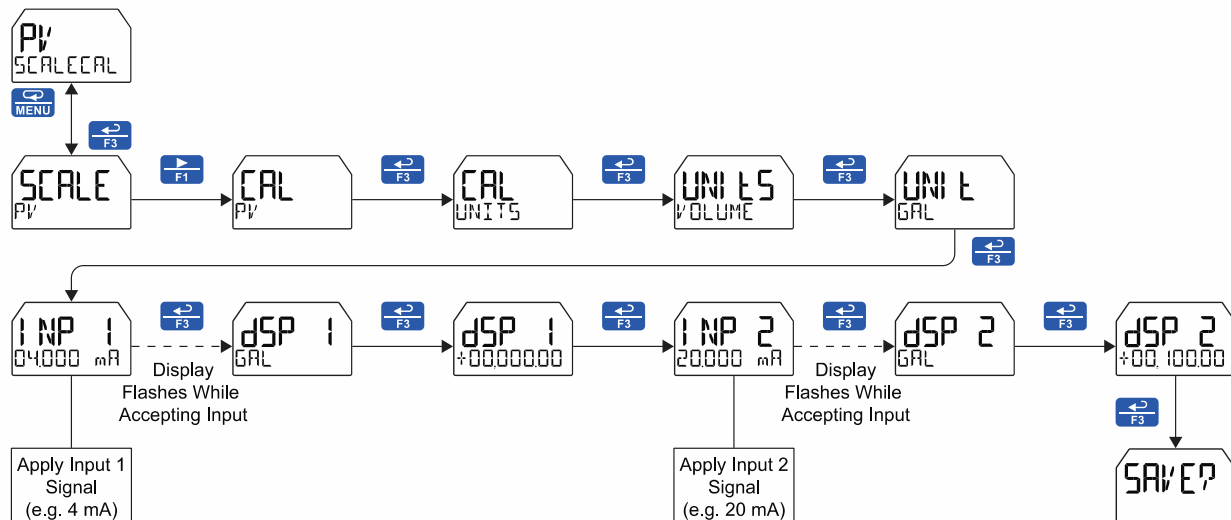 PV
SCALECAL
MENU
F3
SCALE
PV
F1
CAL
PV
F3
CAL
UNITS
F3
UNItS
VOLUME
F3
UNIt
GAL
F3
INP 1
04.000 mA
F3
Display
Flashes While
Accepting Input
dSP 1
GAL
F3
dSP 1
+00,000.00
F3
INP 2
20.000 mA
F3
Display
Flashes While
Accepting Input
dSP 2
GAL
F3
dSP 2
+00,100.00
F3
SAVE?
Apply Input 1
Signal
(e.g. 4 mA)
Apply Input 2
Signal
(e.g. 20 mA)